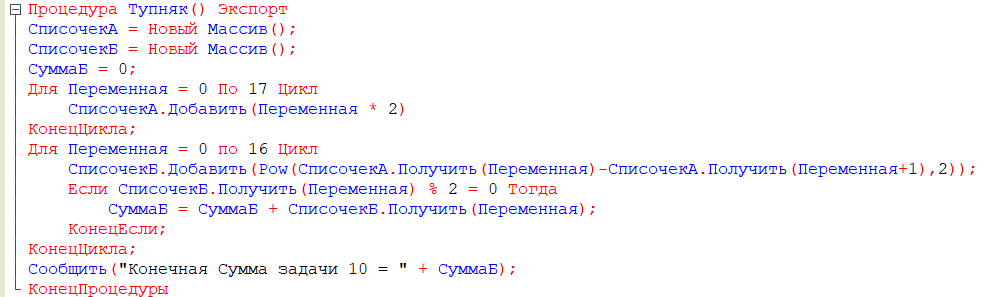 Процедура Тупняк() Экспорт
СписочекА = Новый Массив();
СписочекБ = Новый Массив();
СуммаБ = 0;
Для Переменная = 0 По 17 Цикл
СписочекА.Добавить(Переменная * 2)
КонецЦикла;
Для Переменная = 0 по 16 Цикл
СписочекБ.Добавить(Pow(СписочекА.Получить(Переменная)-СписочекА.Получить(Переменная+1),2));
Если СписочекБ.Получить(Переменная) % 2 = 0 Тогда
СуммаБ = СуммаБ + СписочекБ.Получить(Переменная);
КонецЕсли;
КонецЦикла;
Сообщить("Конечная Сумма задачи 10 = " + СуммаБ);
КонецПроцедуры